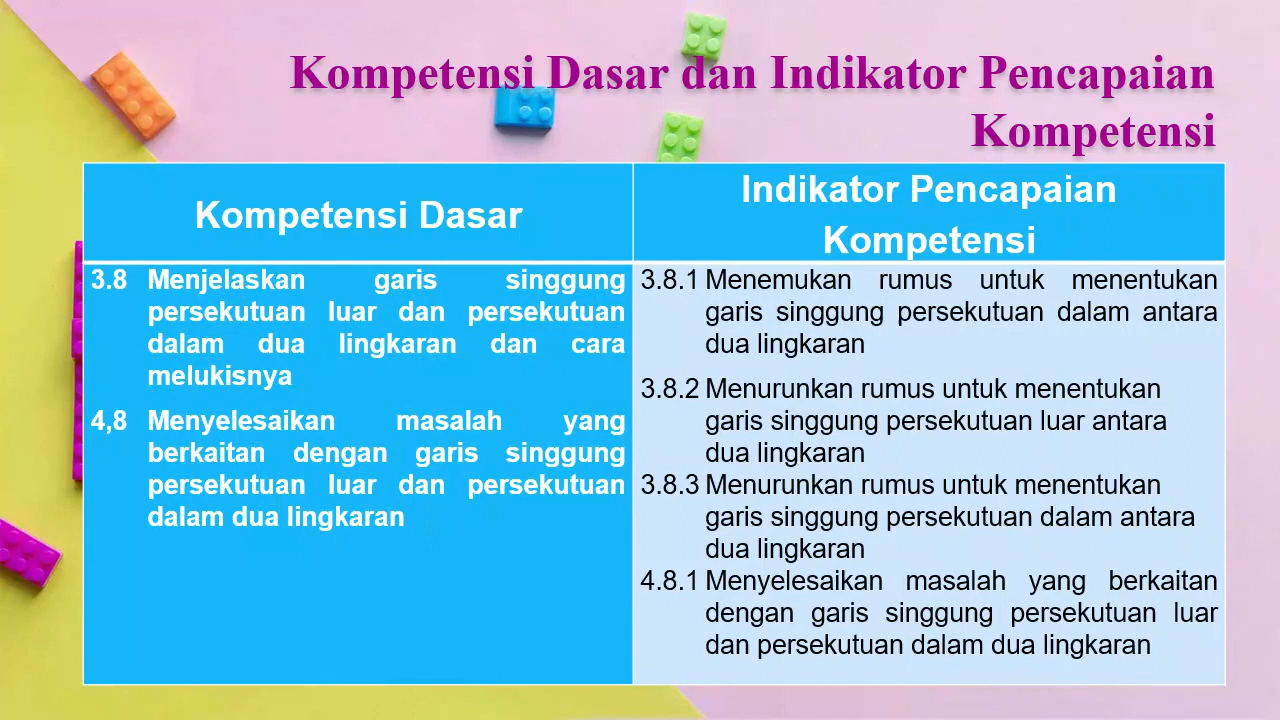 Kompetensi Dasar dan Indikator Pencapaian
Kompetensi
Kompetensi Dasar
Indikator Pencapaian
Kompetensi
3.8 Menjelaskan garis singgung
persekutuan luar dan persekutuan
dalam dua lingkaran dan cara
melukisnya
4,8 Menyelesaikan masalah yang
berkaitan dengan garis singgung
persekutuan luar dan persekutuan
dalam dua lingkaran
3.8.1 Menemukan rumus untuk menentukan
garis singgung persekutuan dalam antara
dua lingkaran
3.8.2 Menurunkan rumus untuk menentukan
garis singgung persekutuan luar antara
dua lingkaran
3.8.3 Menurunkan rumus untuk menentukan
garis singgung persekutuan dalam antara
dua lingkaran
4.8.1 Menyelesaikan masalah yang berkaitan
dengan garis singgung persekutuan luar
dan persekutuan dalam dua lingkaran